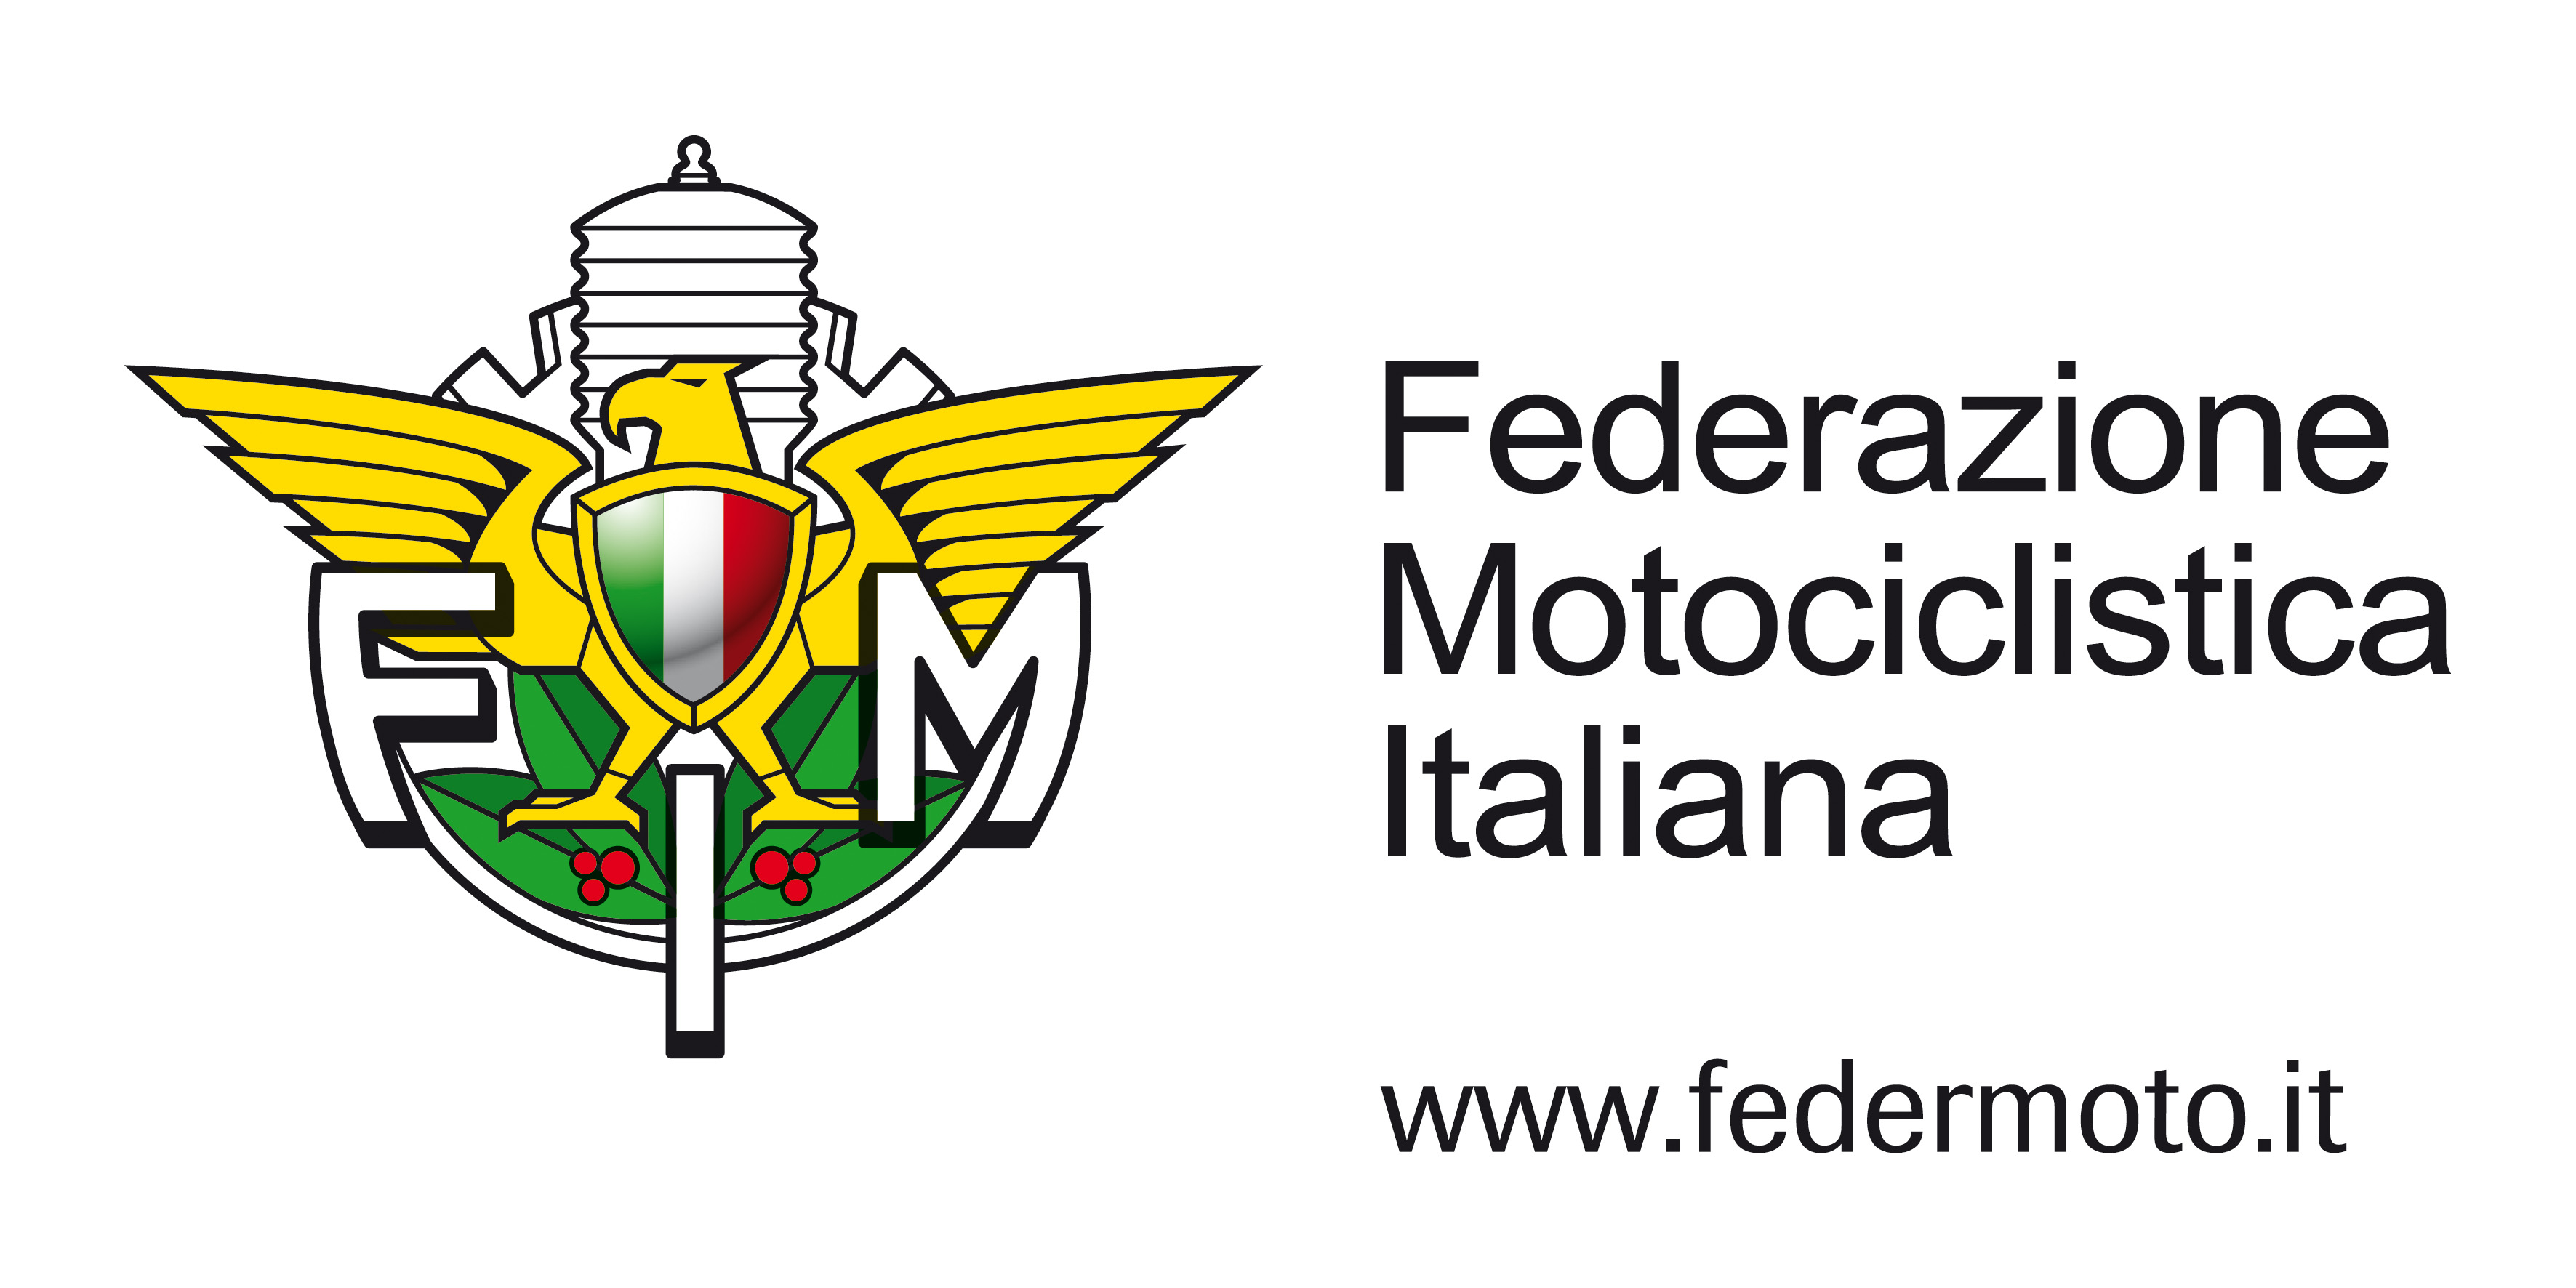 F I M
Federazione
Motociclistica
Italiana
www.federmoto.it